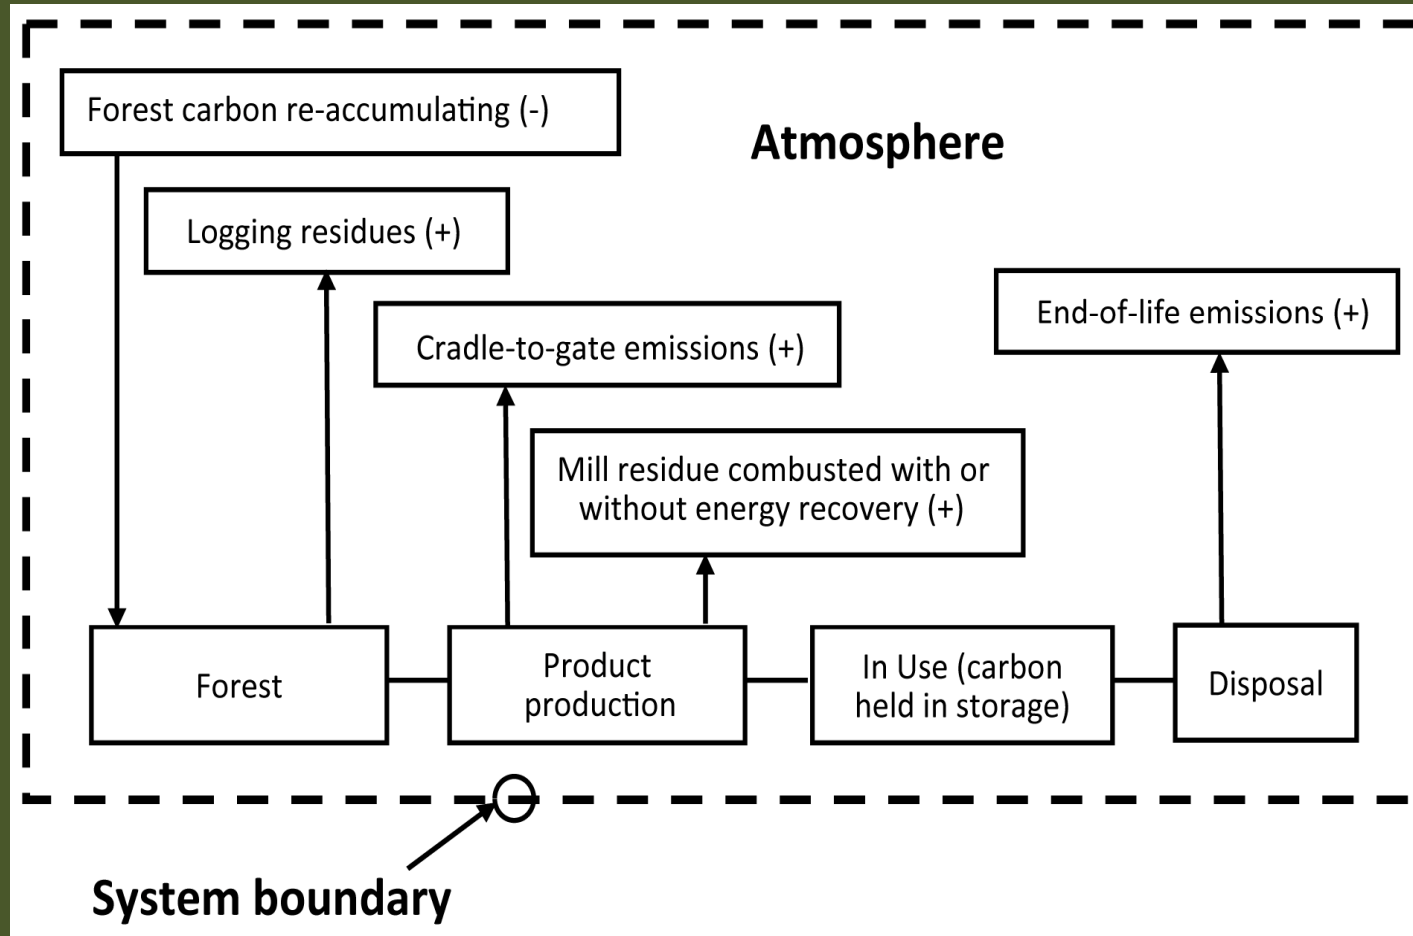 Forest carbon re-accumulating (-)
Atmosphere
Logging residues (+)
End-of-life emissions (+)
Cradle-to-gate emissions (+)
Mill residue combusted with or
without energy recovery (+)
Forest
Product
production
In Use (carbon
held in storage)
Disposal
System boundary